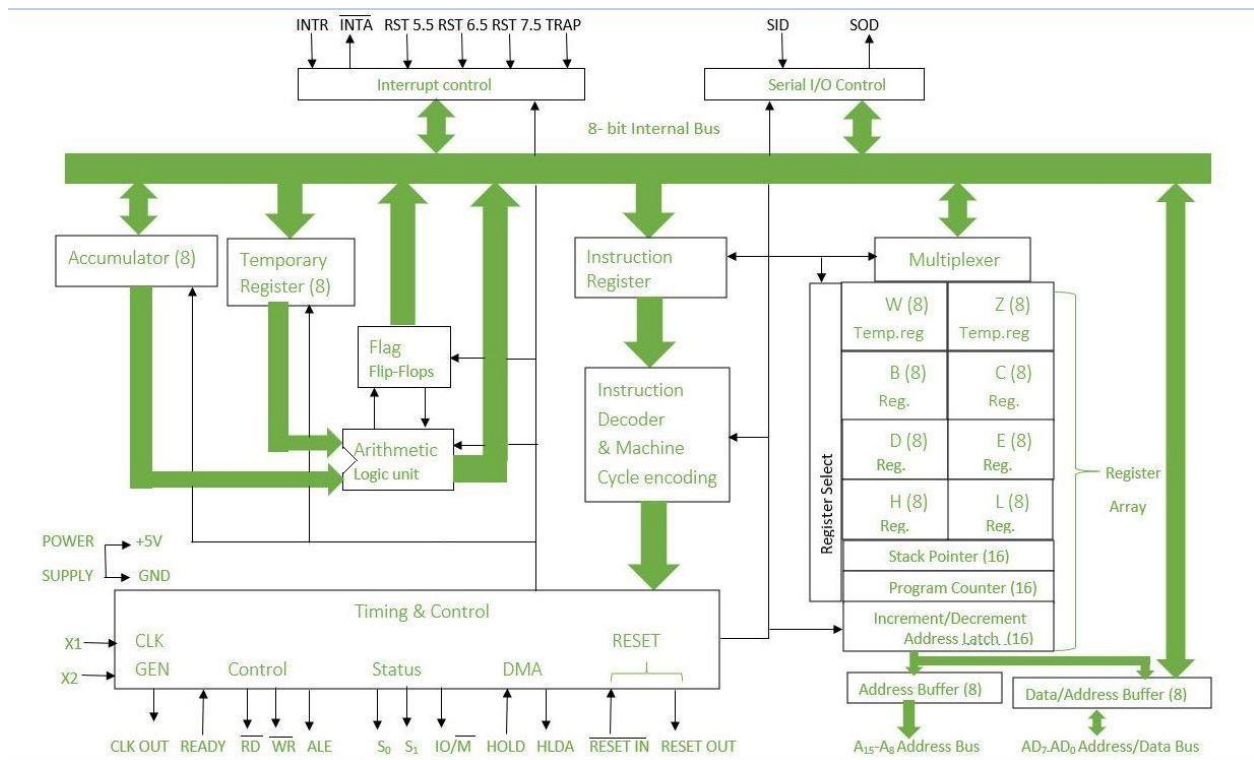 INTR INTA RST 5.5 RST 6.5 RST 7.5 TRAP SID SOD
Interrupt control
Serial I/O Control
8- bit Internal Bus
Accumulator (8)
Temporary
Register (8)
Instruction
Register
Multiplexer
Flag
Flip-Flops
Arithmetic
Logic unit
Instruction
Decoder
& Machine
Cycle encoding
Register Select
W (8)
Temp.reg
Z (8)
Temp.reg
B (8)
Reg.
C (8)
Reg.
D (8)
Reg.
E (8)
Reg.
H (8)
Reg.
L (8)
Reg.
Stack Pointer (16)
Program Counter (16)
Increment/Decrement
Address Latch (16)
Register
Array
POWER +5V
SUPPLY GND
Timing & Control
X1
X2
CLK
GEN
Control
Status
DMA
RESET
Address Buffer (8)
Data/Address Buffer (8)
CLK OUT READY RD WR ALE S0 S1 IO/M HOLD HLDA RESET IN RESET OUT
A15-A8 Address Bus
AD7-AD0 Address/Data Bus